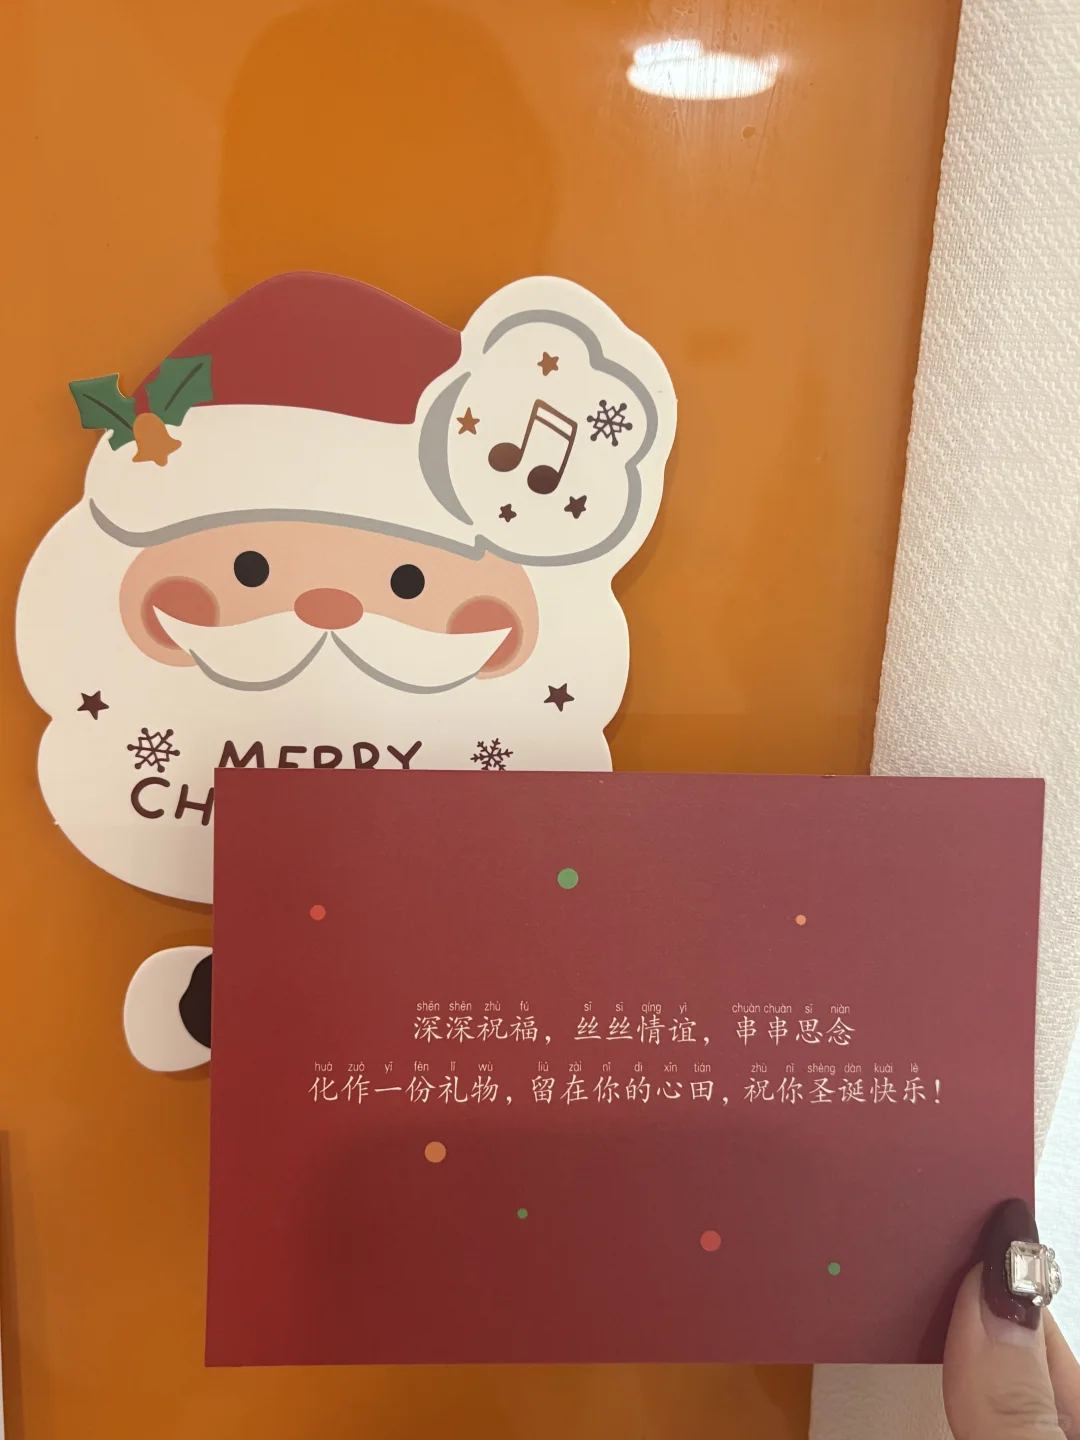 MERRY
CH
shēn shēn zhù fú sī sī qíng yì chuàn chuàn sī niàn
深深祝福，丝丝情谊，串串思念
huà zuò yī fèn lǐ wù liú zài nǐ dì xīn tián zhù nǐ shèng dàn kuài lè
化作一份礼物，留在你的心田，祝你圣诞快乐！